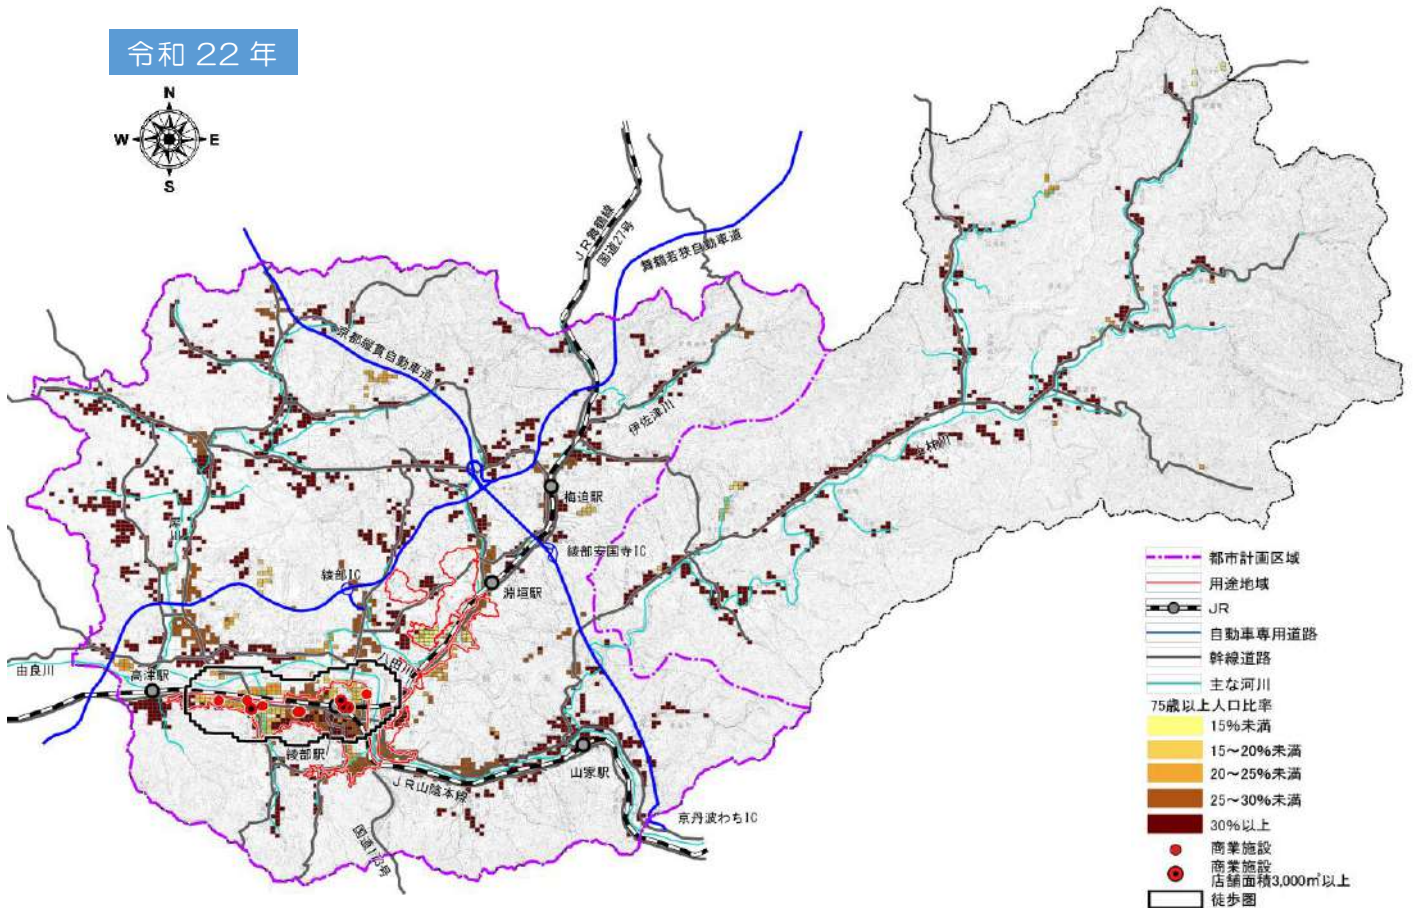 令和 22 年
N
W
E
S
JR舞鶴線
国道27号
舞鶴若狭自動車道
京都縦貫自動車道
伊佐津川
上林川
梅迫駅
綾部安国寺IC
綾部IC
淵垣駅
八田川
由良川
高津駅
綾部駅
JR山陰本線
山家駅
国道173号
京丹波わちIC
都市計画区域
用途地域
JR
自動車専用道路
幹線道路
主な河川
75歳以上人口比率
15%未満
15～20%未満
20～25%未満
25～30%未満
30%以上
商業施設
商業施設
店舗面積3,000㎡以上
徒歩圏